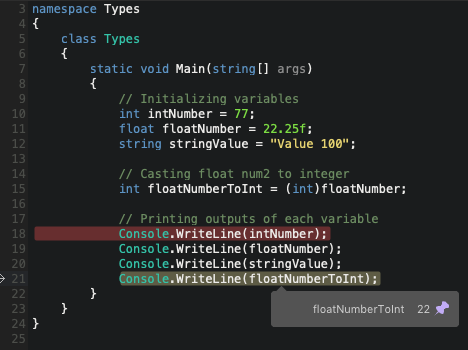 3 namespace Types
4 {
5 class Types
6 {
7 static void Main(string[] args)
8 {
9 // Initializing variables
10 int intNumber = 77;
11 float floatNumber = 22.25f;
12 string stringValue = "Value 100";
13
14 // Casting float num2 to integer
15 int floatNumberToInt = (int)floatNumber;
16
17 // Printing outputs of each variable
18 Console.WriteLine(intNumber);
19 Console.WriteLine(floatNumber);
20 Console.WriteLine(stringValue);
21 Console.WriteLine(floatNumberToInt);
22 }
floatNumberToInt 22
23 }
24 }
25